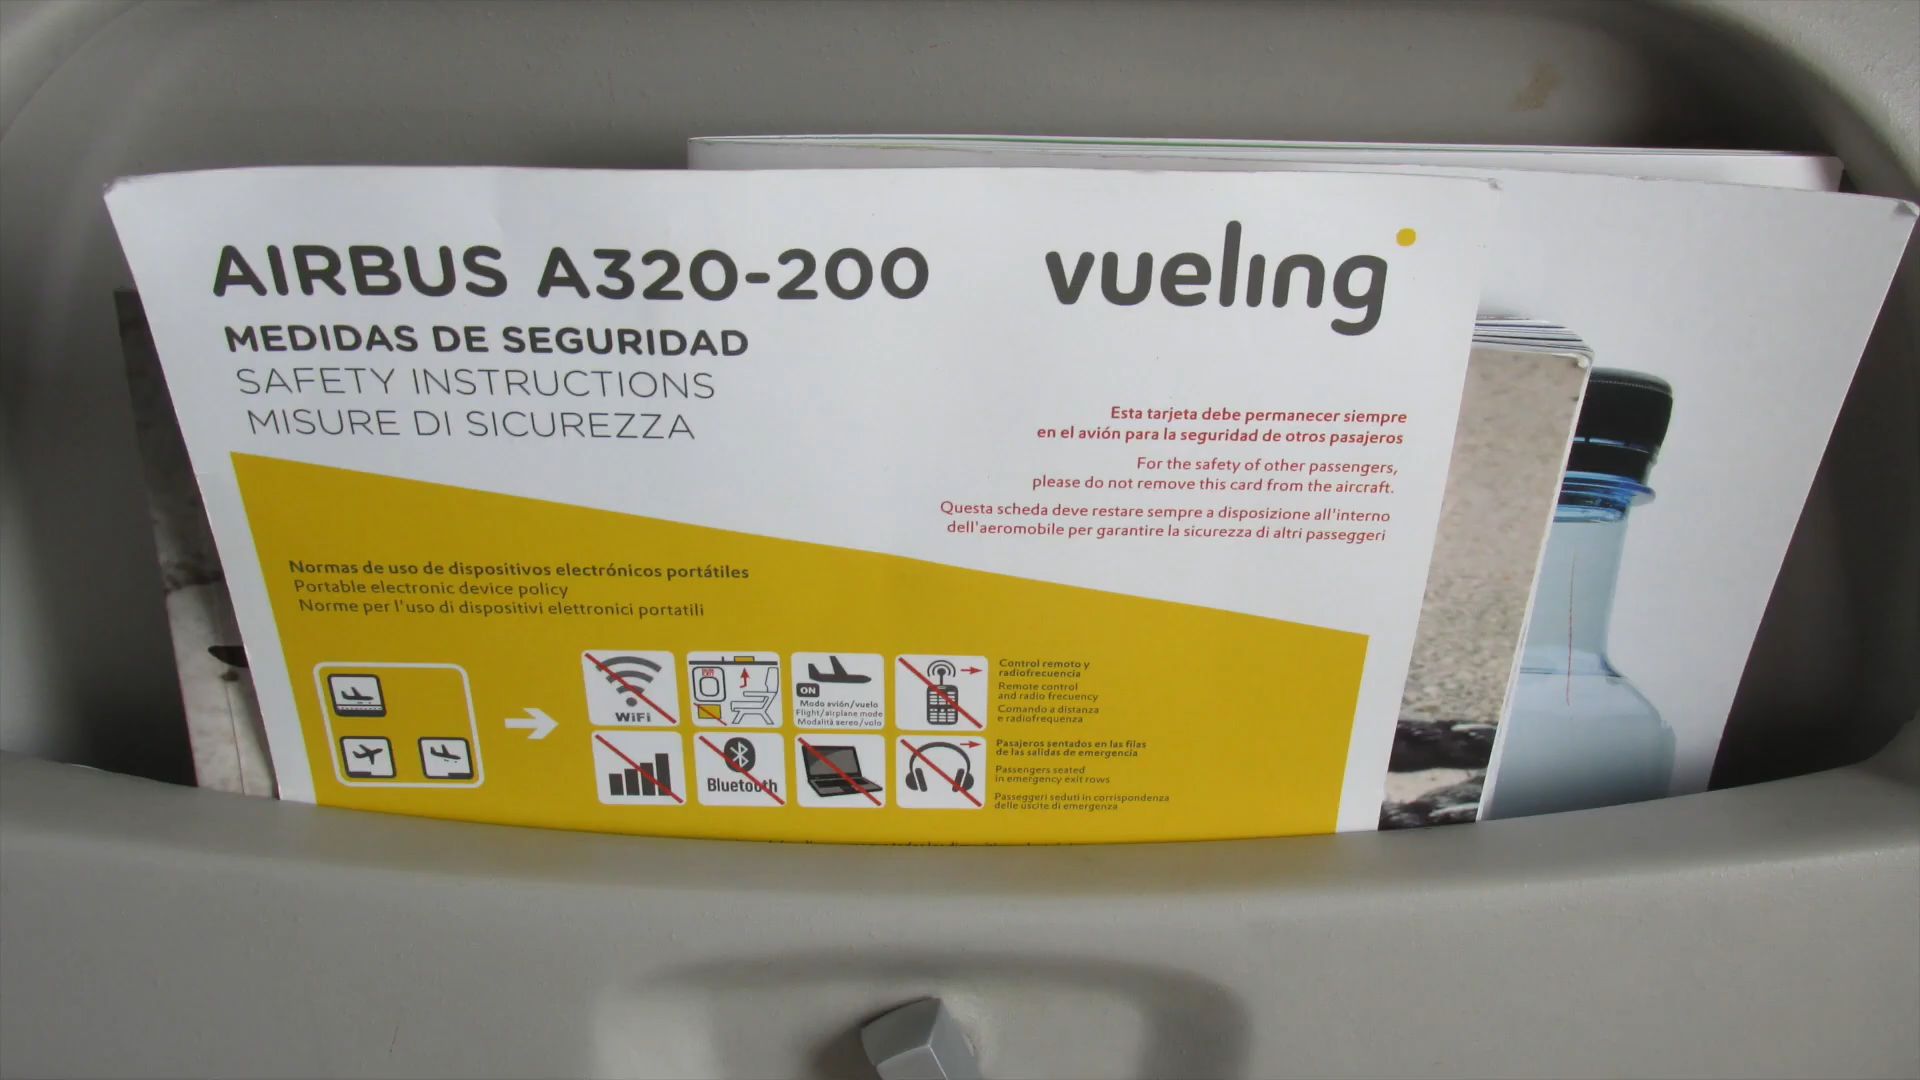 AIRBUS A320-200
vueling
MEDIDAS DE SEGURIDAD
SAFETY INSTRUCTIONS
MISURE DI SICUREZZA
Esta tarjeta debe permanecer siempre
en el avión para la seguridad de otros pasajeros
For the safety of other passengers,
please do not remove this card from the aircraft.
Questa scheda deve restare sempre a disposizione all'interno
dell'aeromobile per garantire la sicurezza di altri passeggeri
Normas de uso de dispositivos electrónicos portátiles
Portable electronic device policy
Norme per l'uso di dispositivi elettronici portatili
WiFi
ON
Modo avión/vuelo
Flight/airplane mode
Modalità aereo/volo
Control remoto y
radiofrecuencia
Remote control
and radio frecuency
Comando a distanza
e radiofrequenza
Bluetooth
Pasajeros sentados en las filas
de las salidas de emergencia
Passengers seated
in emergency exit rows
Passeggeri seduti in corrispondenza
delle uscite di emergenza